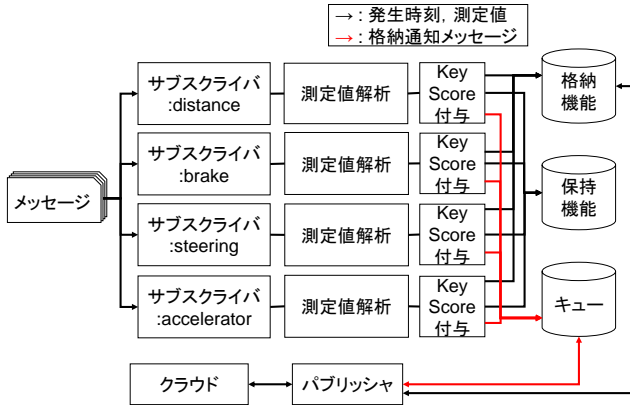 → : 発生時刻, 測定値
→ : 格納通知メッセージ
メッセージ
サブスクライバ
:distance
測定値解析
Key
Score
付与
サブスクライバ
:brake
測定値解析
Key
Score
付与
サブスクライバ
:steering
測定値解析
Key
Score
付与
サブスクライバ
:accelerator
測定値解析
Key
Score
付与
格納
機能
保持
機能
キュー
クラウド
パブリッシャ